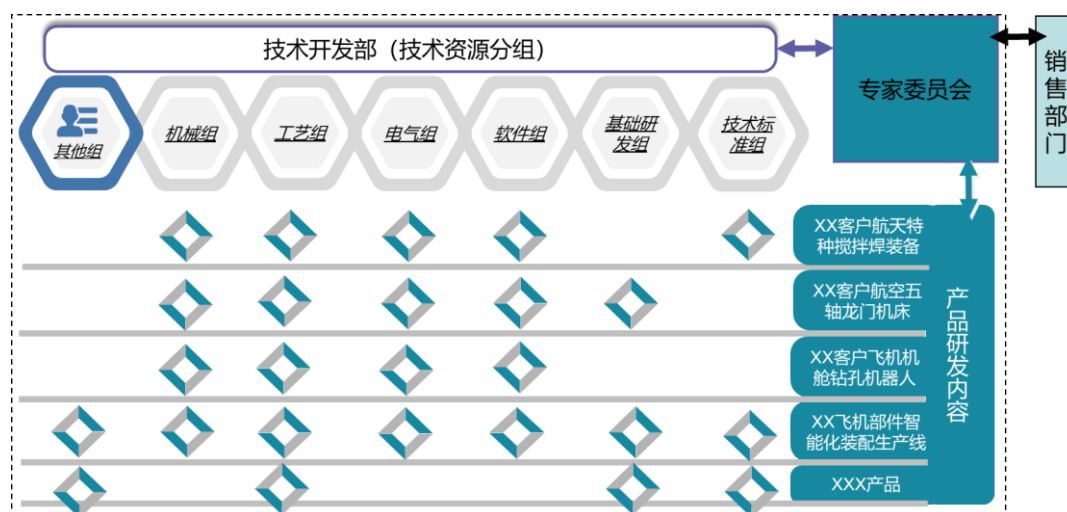 技术开发部（技术资源分组）
专家委员会
销售部门
其他组
机械组
工艺组
电气组
软件组
基础研
发组
技术标
准组
XX客户航天特
种搅拌焊装备
XX客户航空五
轴龙门机床
XX客户飞机机
舱钻孔机器人
XX飞机部件智
能化装配生产线
XXX产品
产品研发内容